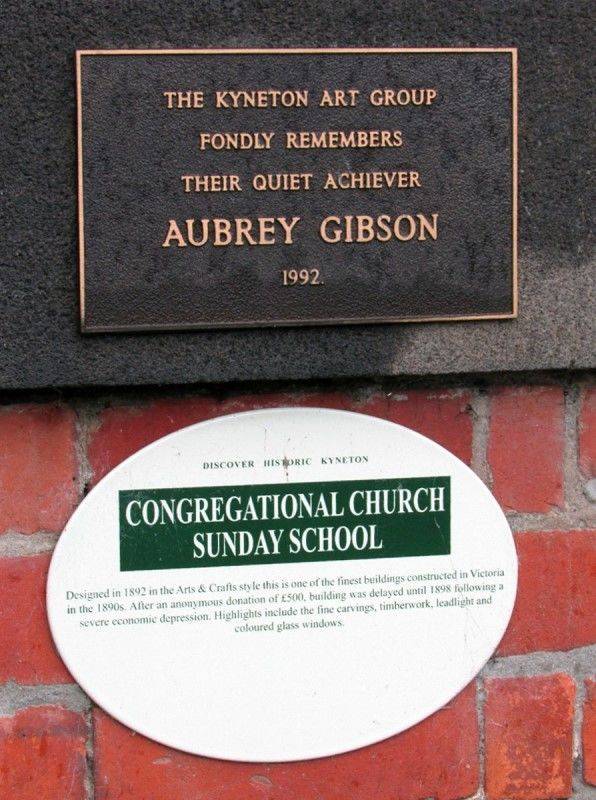 THE KYNETON ART GROUP
FONDLY REMEMBERS
THEIR QUIET ACHIEVER
AUBREY GIBSON
1992.
DISCOVER HISTORIC KYNETON
CONGREGATIONAL CHURCH
SUNDAY SCHOOL
Designed in 1892 in the Arts & Crafts style this is one of the finest buildings constructed in Victoria
in the 1890s. After an anonymous donation of £500, building was delayed until 1898 following a
severe economic depression. Highlights include the fine carvings, timberwork, leadlight and
coloured glass windows.